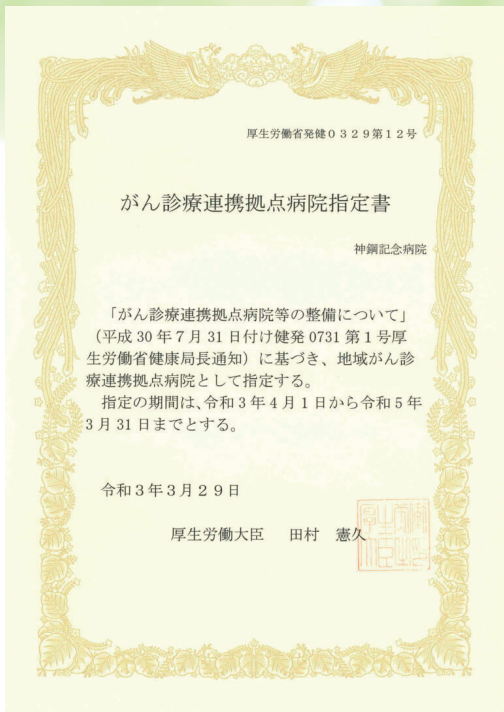 厚生労働省発健0329第12号
がん診療連携拠点病院指定書
神鋼記念病院
「がん診療連携拠点病院等の整備について」
(平成30年7月31日付け健発0731第1号厚
生労働省健康局長通知)に基づき、地域がん診
療連携拠点病院として指定する。
指定の期間は、令和3年4月1日から令和5年
3月31日までとする。
令和3年3月29日
厚生労働大臣 田村 憲久